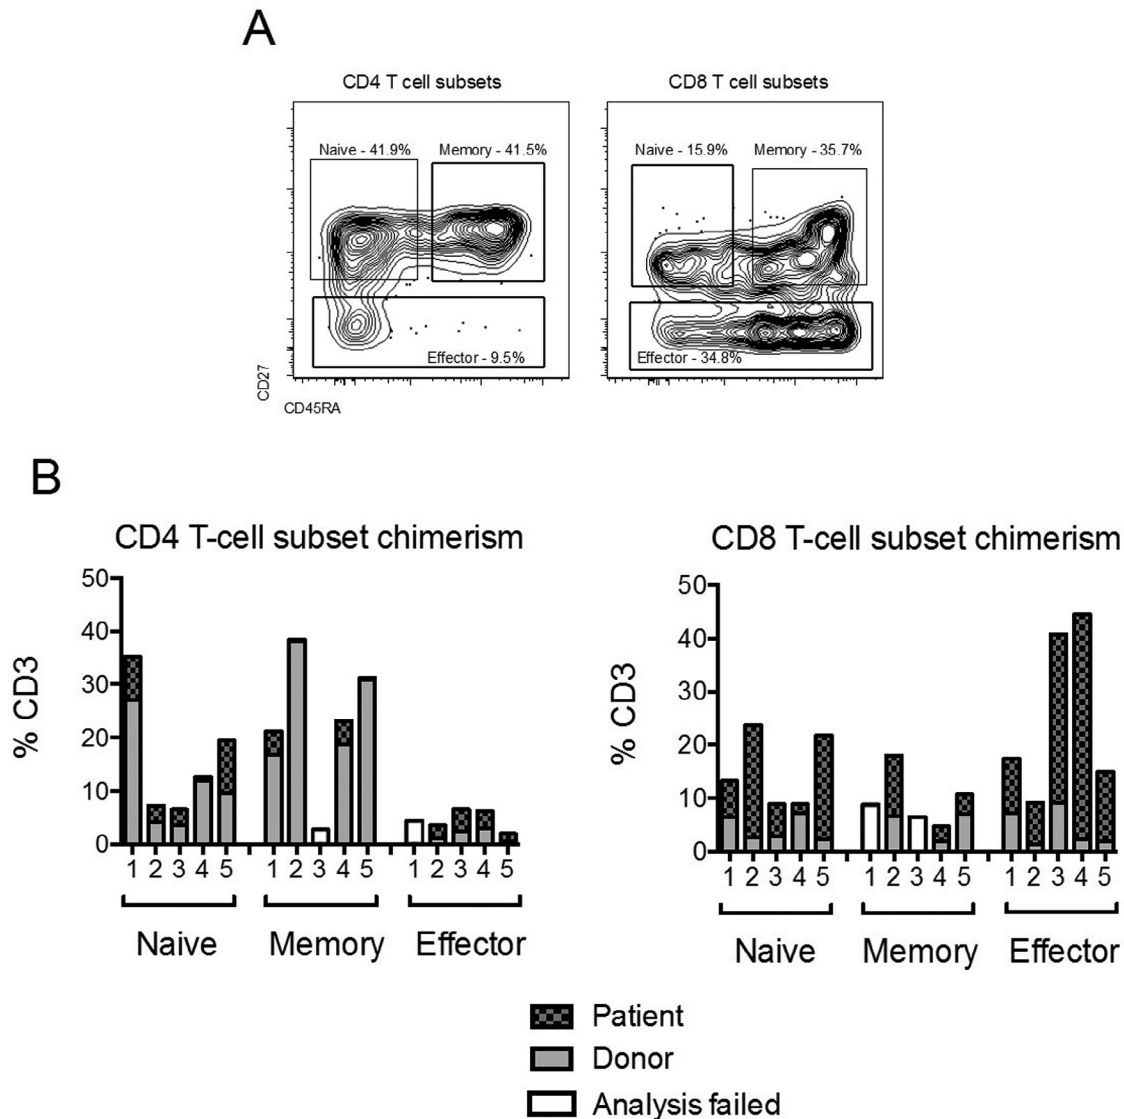 A
CD4 T cell subsets
CD8 T cell subsets
Naive - 41.9%
Memory - 41.5%
Naive - 15.9%
Memory - 35.7%
Effector - 9.5%
Effector - 34.8%
CD27
CD45RA
B
CD4 T-cell subset chimerism
CD8 T-cell subset chimerism
% CD3
50
40
30
20
10
0
1 2 3 4 5 1 2 3 4 5 1 2 3 4 5
Naive Memory Effector
% CD3
50
40
30
20
10
0
1 2 3 4 5 1 2 3 4 5 1 2 3 4 5
Naive Memory Effector
Patient
Donor
Analysis failed